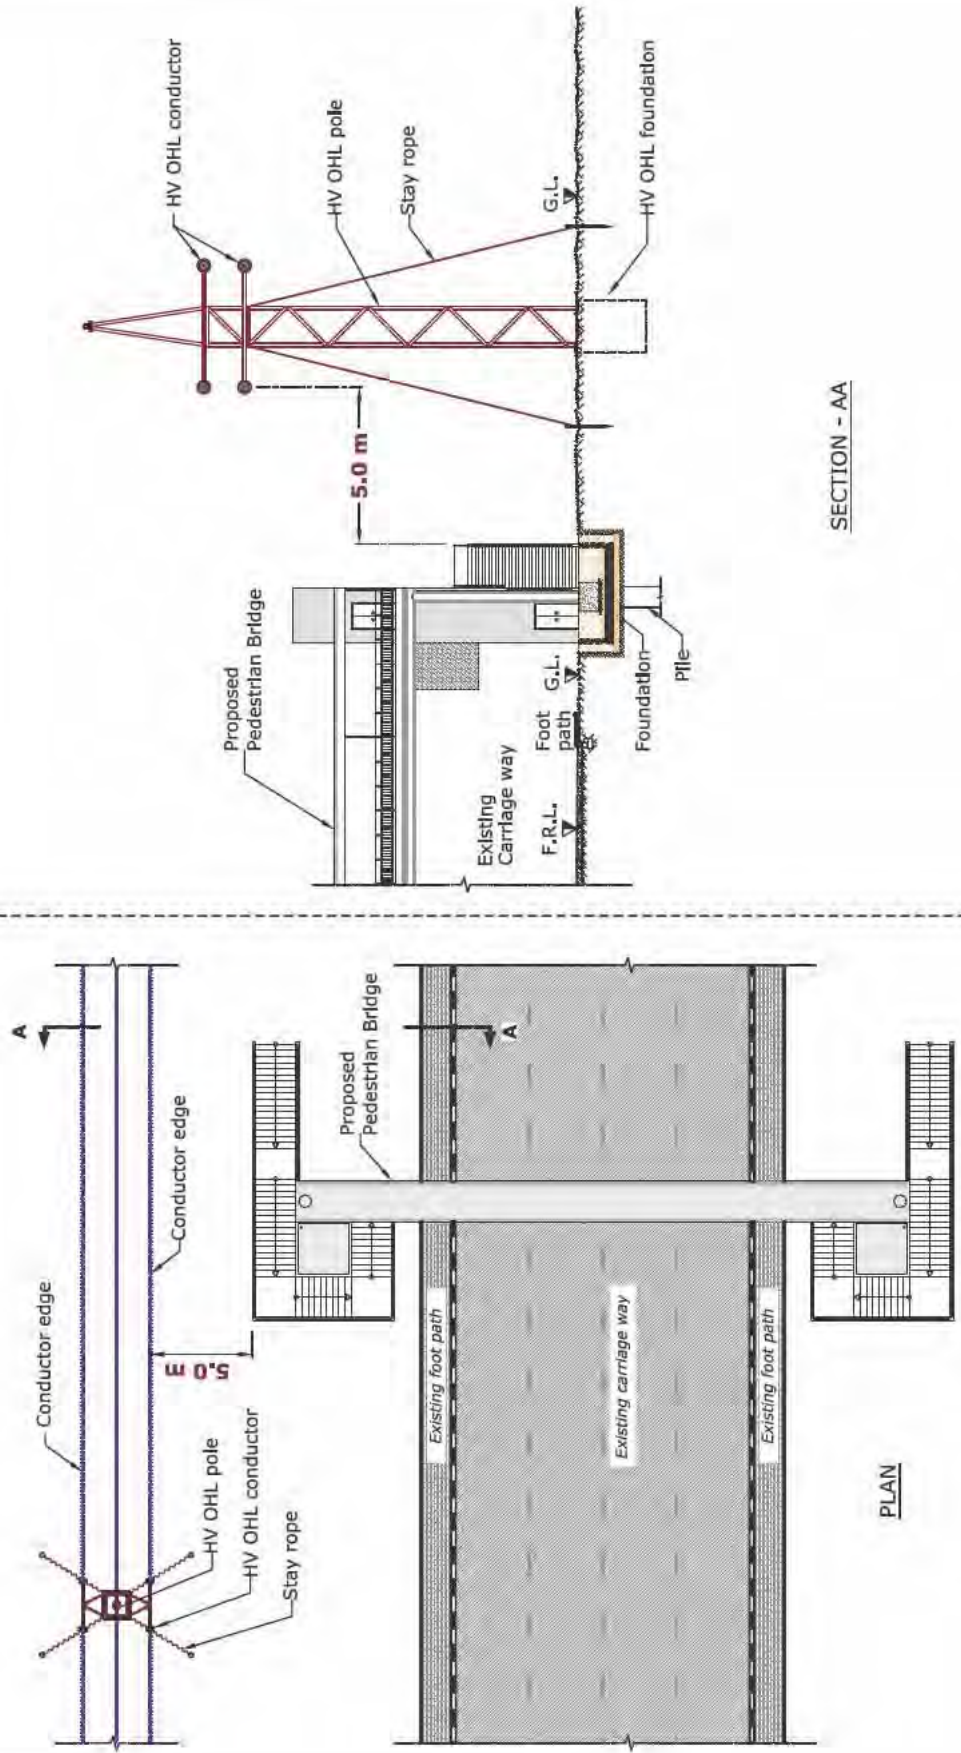 A
Conductor edge
Conductor edge
5.0 m
HV OHL pole
HV OHL conductor
Stay rope
Proposed
Pedestrian Bridge
A
Existing foot path
Existing carriage way
Existing foot path
PLAN
HV OHL conductor
HV OHL pole
Stay rope
G.L.
HV OHL foundation
5.0 m
Proposed
Pedestrian Bridge
Existing
Carriage way
F.R.L.
Foot
path
G.L.
Foundation
Pile
SECTION - AA